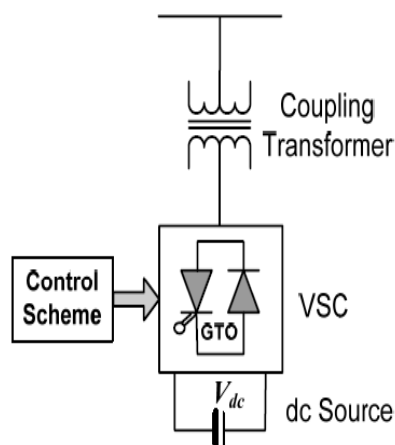 Coupling
Transformer
Control
Scheme
GTO
VSC
Vdc
dc Source